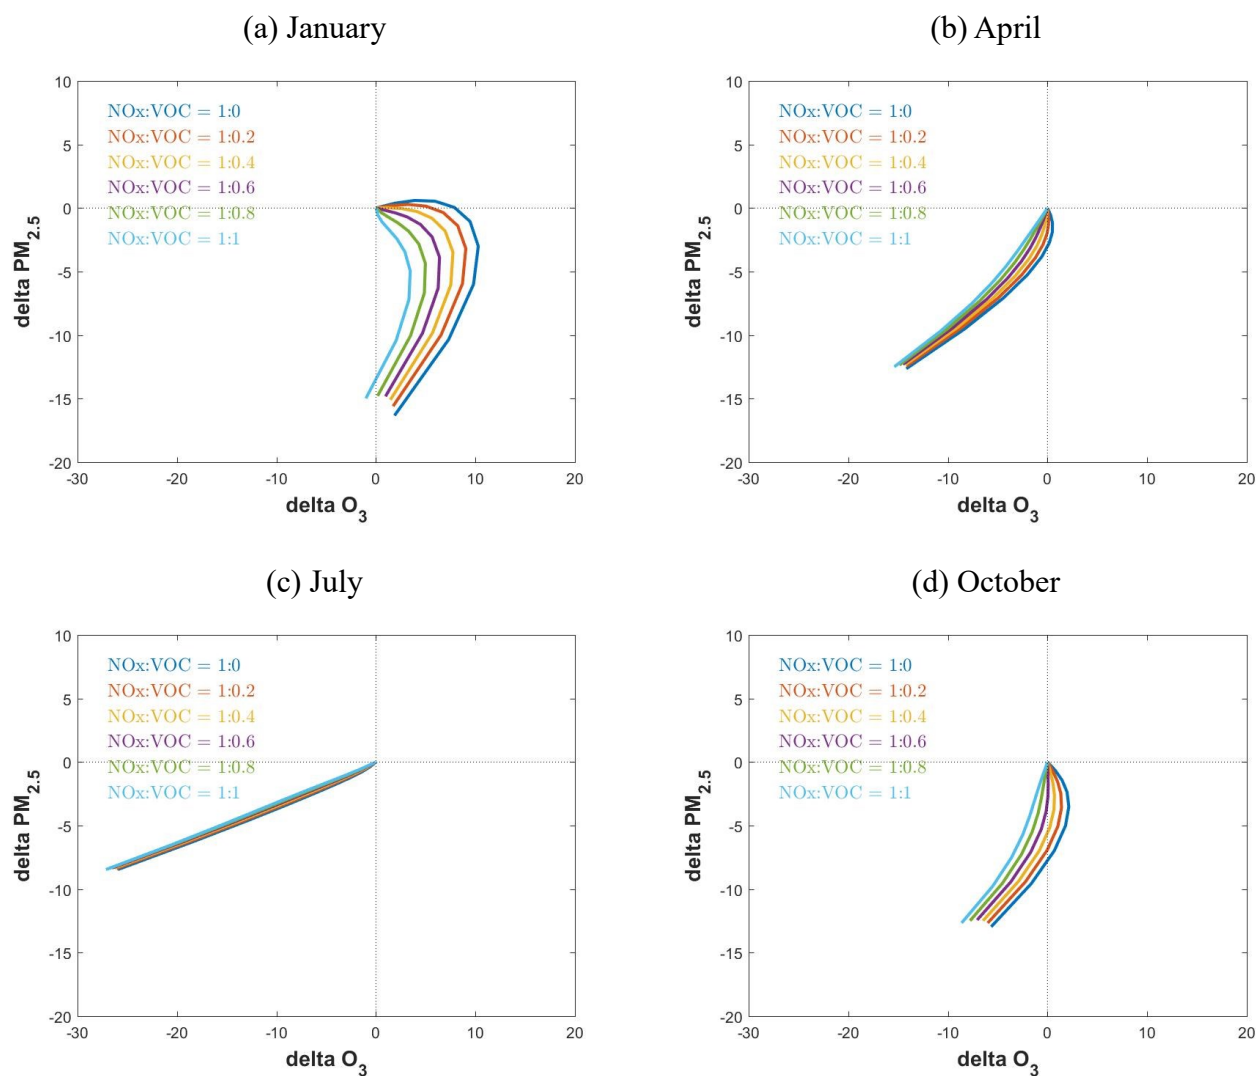 (a) January
(b) April
10
5
0
-5
-10
-15
-20
-30
-20
-10
0
10
20
delta PM2.5
delta O3
NOx:VOC = 1:0
NOx:VOC = 1:0.2
NOx:VOC = 1:0.4
NOx:VOC = 1:0.6
NOx:VOC = 1:0.8
NOx:VOC = 1:1
10
5
0
-5
-10
-15
-20
-30
-20
-10
0
10
20
delta PM2.5
delta O3
NOx:VOC = 1:0
NOx:VOC = 1:0.2
NOx:VOC = 1:0.4
NOx:VOC = 1:0.6
NOx:VOC = 1:0.8
NOx:VOC = 1:1
(c) July
(d) October
10
5
0
-5
-10
-15
-20
-30
-20
-10
0
10
20
delta PM2.5
delta O3
NOx:VOC = 1:0
NOx:VOC = 1:0.2
NOx:VOC = 1:0.4
NOx:VOC = 1:0.6
NOx:VOC = 1:0.8
NOx:VOC = 1:1
10
5
0
-5
-10
-15
-20
-30
-20
-10
0
10
20
delta PM2.5
delta O3
NOx:VOC = 1:0
NOx:VOC = 1:0.2
NOx:VOC = 1:0.4
NOx:VOC = 1:0.6
NOx:VOC = 1:0.8
NOx:VOC = 1:1